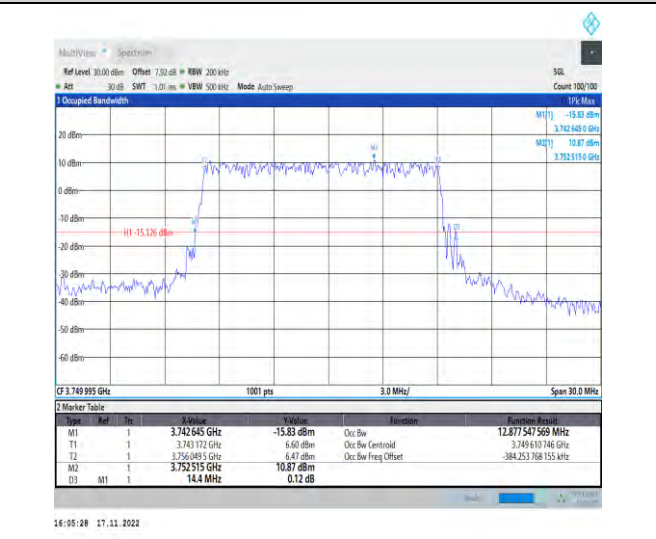 MultiView Spectrum
Ref Level 30.00 dBm Offset 7.92 dB RBW 200 kHz SGL
Att 30 dB SWT 1.01 ms VBW 500 kHz Mode Auto Sweep Count 100/100
1 Occupied Bandwidth 1Pk Max
M1[1] -15.83 dBm
3.742 645 0 GHz
M2[1] 10.87 dBm
3.752 515 0 GHz
20 dBm
10 dBm
0 dBm
-10 dBm
H1 -15.126 dBm
-20 dBm
-30 dBm
-40 dBm
-50 dBm
-60 dBm
CF 3.749 995 GHz 1001 pts 3.0 MHz/ Span 30.0 MHz
2 Marker Table
Type Ref Trc X-Value Y-Value Function Function Result
M1 1 3.742 645 GHz -15.83 dBm Occ Bw 12.877 547 569 MHz
T1 1 3.743 172 GHz 6.60 dBm Occ Bw Centroid 3.749 610 746 GHz
T2 1 3.756 049 5 GHz 6.47 dBm Occ Bw Freq Offset -384.253 768 155 kHz
M2 1 3.752 515 GHz 10.87 dBm
D3 M1 1 14.4 MHz 0.12 dB
16:05:28 17.11.2022